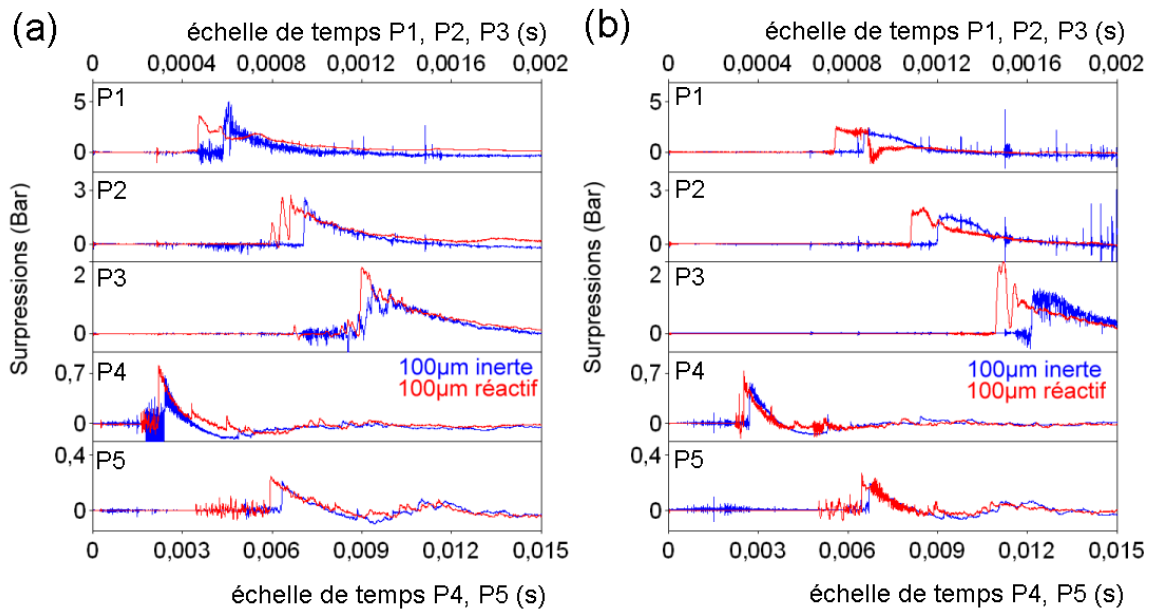 (a)
échelle de temps P1, P2, P3 (s)
0 0,0004 0,0008 0,0012 0,0016 0,002
Surpressions (Bar)
P1
5
0
P2
3
0
P3
2
0
P4
0,7
0
100µm inerte
100µm réactif
P5
0,4
0
0 0,003 0,006 0,009 0,012 0,015
échelle de temps P4, P5 (s)
(b)
échelle de temps P1, P2, P3 (s)
0 0,0004 0,0008 0,0012 0,0016 0,002
Surpressions (Bar)
P1
5
0
P2
3
0
P3
2
0
P4
0,7
0
100µm inerte
100µm réactif
P5
0,4
0
0 0,003 0,006 0,009 0,012 0,015
échelle de temps P4, P5 (s)